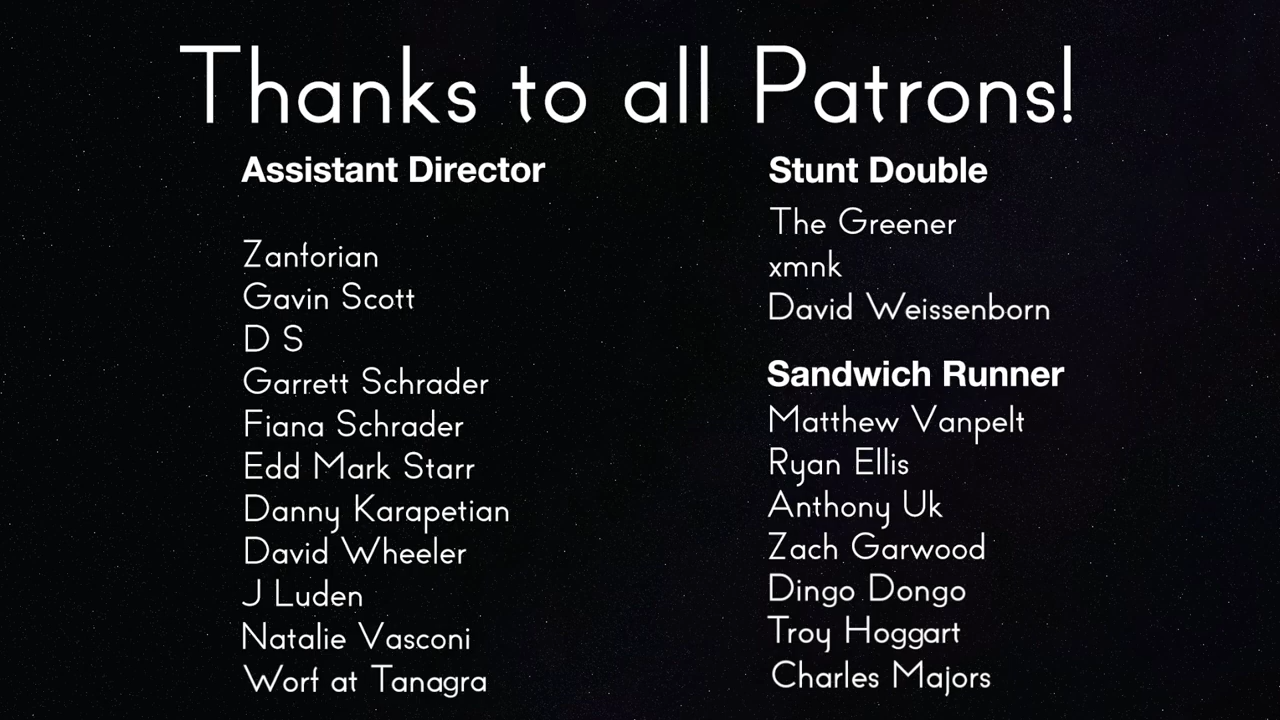 Thanks to all Patrons!
Assistant Director
Zanforian
Gavin Scott
D S
Garrett Schrader
Fiana Schrader
Edd Mark Starr
Danny Karapetian
David Wheeler
J Luden
Natalie Vasconi
Worf at Tanagra
Stunt Double
The Greener
xmnk
David Weissenborn
Sandwich Runner
Matthew Vanpelt
Ryan Ellis
Anthony Uk
Zach Garwood
Dingo Dongo
Troy Hoggart
Charles Majors